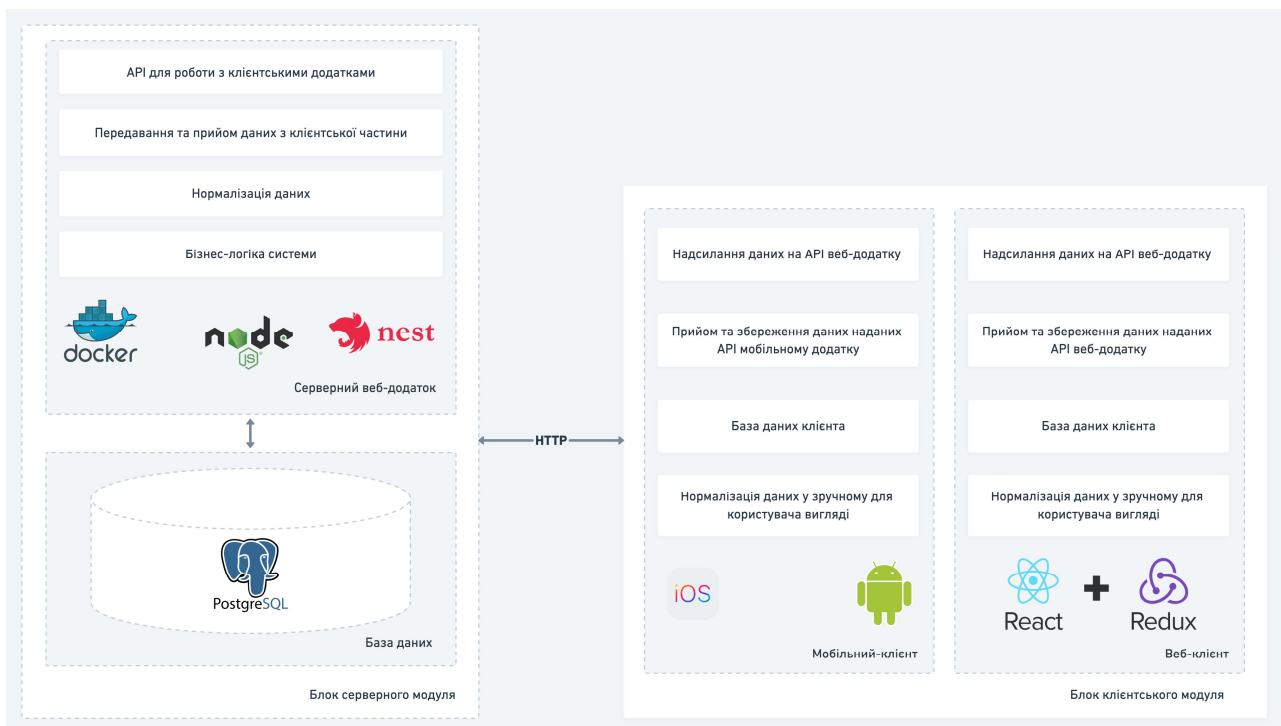 API для роботи з клієнтськими додатками
Передавання та прийом даних з клієнтської частини
Нормалізація даних
Бізнес-логіка системи
docker
node
JS
nest
Серверний веб-додаток
PostgreSQL
База даних
Блок серверного модуля
HTTP
Надсилання даних на API веб-додатку
Прийом та збереження даних наданих
API мобільному додатку
База даних клієнта
Нормалізація даних у зручному для
користувача вигляді
iOS
Мобільний-клієнт
Надсилання даних на API веб-додатку
Прийом та збереження даних наданих
API веб-додатку
База даних клієнта
Нормалізація даних у зручному для
користувача вигляді
React
Redux
Веб-клієнт
Блок клієнтського модуля